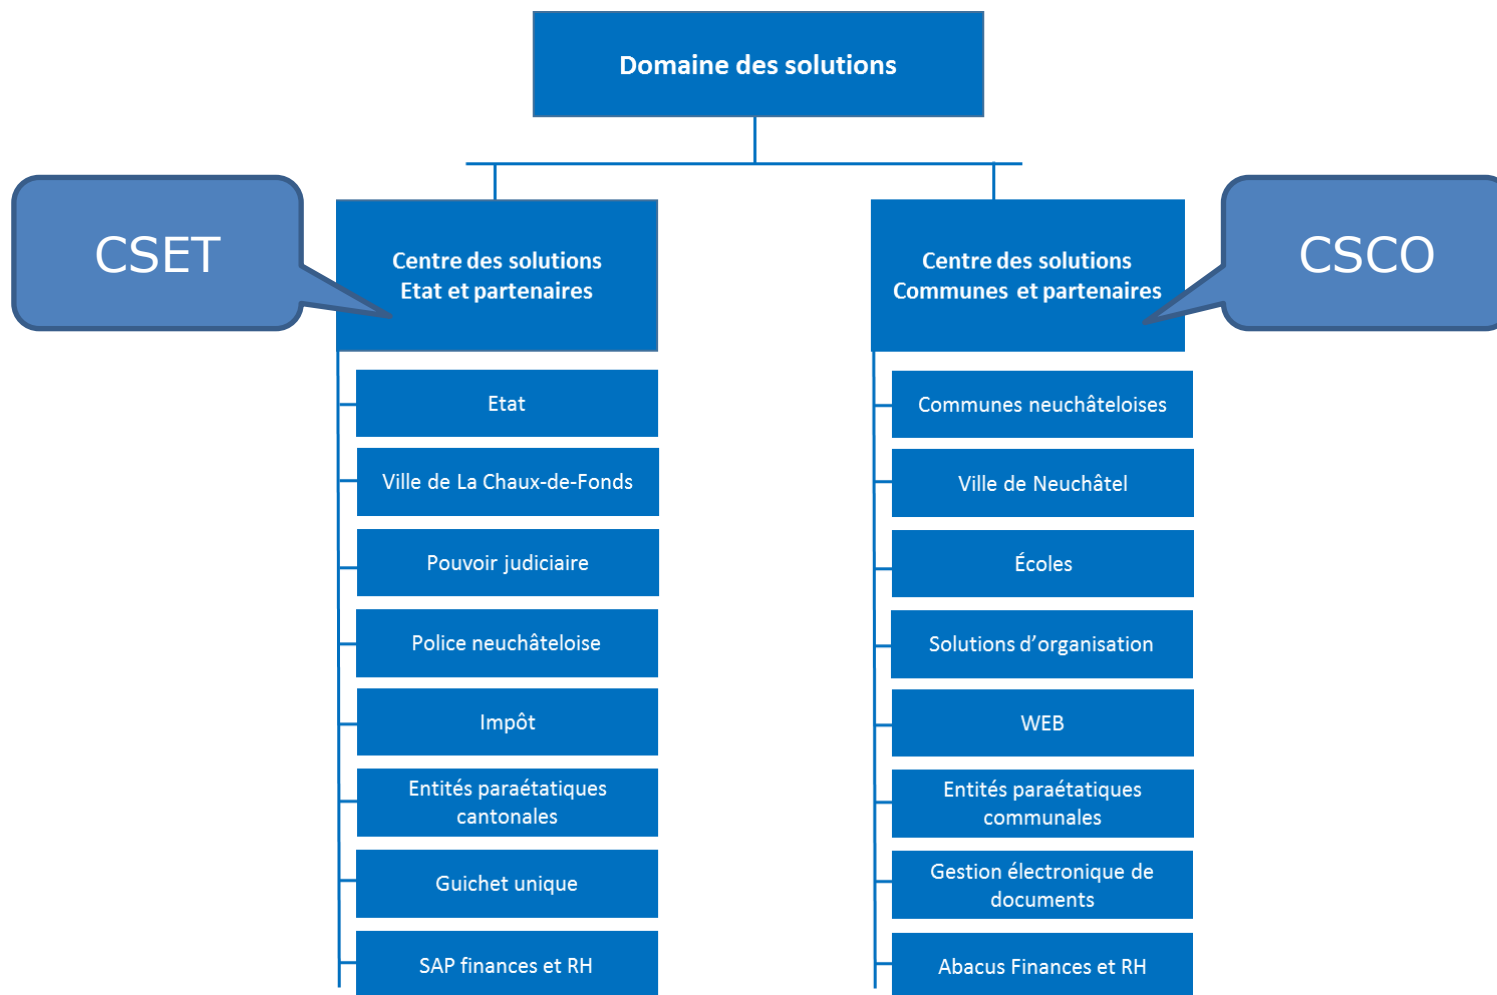 Domaine des solutions
CSET
Centre des solutions
Etat et partenaires
Centre des solutions
Communes et partenaires
CSCO
Etat
Ville de La Chaux-de-Fonds
Pouvoir judiciaire
Police neuchâteloise
Impôt
Entités paraétatiques
cantonales
Guichet unique
SAP finances et RH
Communes neuchâteloises
Ville de Neuchâtel
Écoles
Solutions d’organisation
WEB
Entités paraétatiques
communales
Gestion électronique de
documents
Abacus Finances et RH